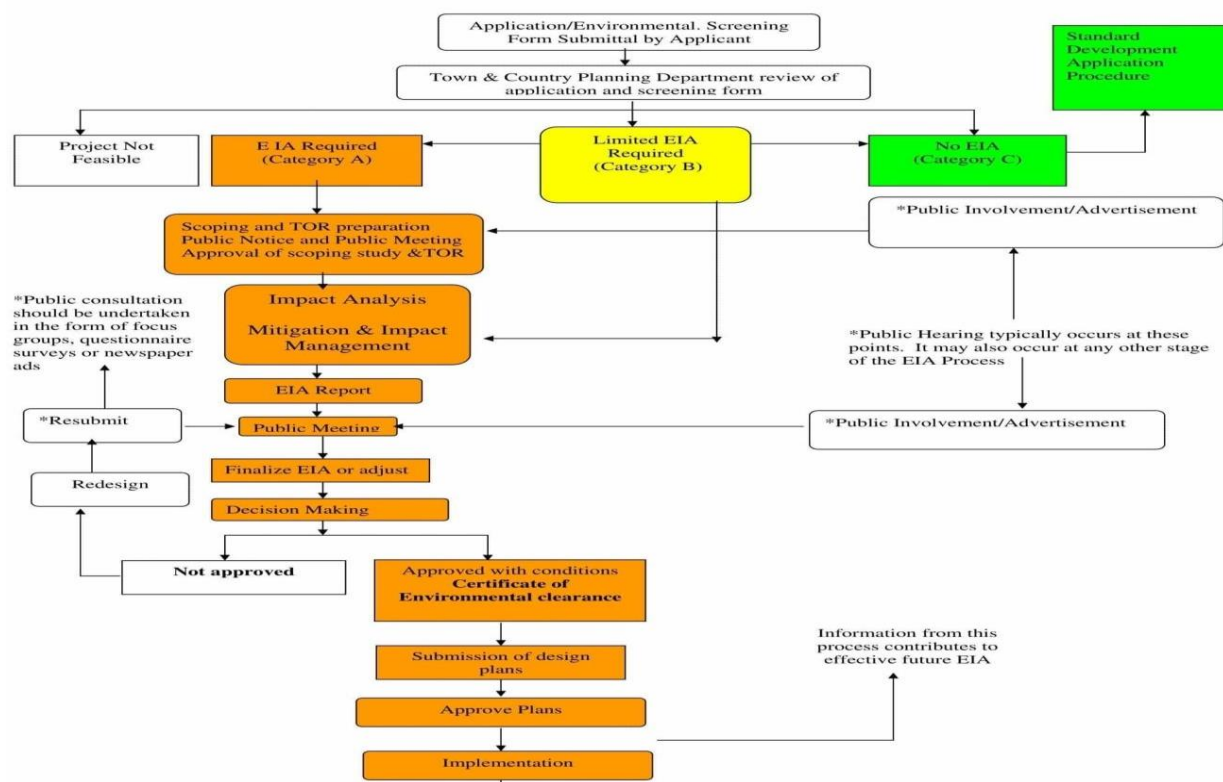 Application/Environmental. Screening
Form Submittal by Applicant
Standard
Development
Application
Procedure
Town & Country Planning Department review of
application and screening form
Project Not
Feasible
E IA Required
(Category A)
Limited EIA
Required
(Category B)
No EIA
(Category C)
Scoping and TOR preparation
Public Notice and Public Meeting
Approval of scoping study &TOR
*Public Involvement/Advertisement
*Public consultation
should be undertaken
in the form of focus
groups, questionnaire
surveys or newspaper
ads
Impact Analysis
Mitigation & Impact
Management
*Public Hearing typically occurs at these
points. It may also occur at any other stage
of the EIA Process
EIA Report
*Resubmit
Public Meeting
*Public Involvement/Advertisement
Finalize EIA or adjust
Redesign
Decision Making
Not approved
Approved with conditions
Certificate of
Environmental clearance
Submission of design
plans
Information from this
process contributes to
effective future EIA
Approve Plans
Implementation